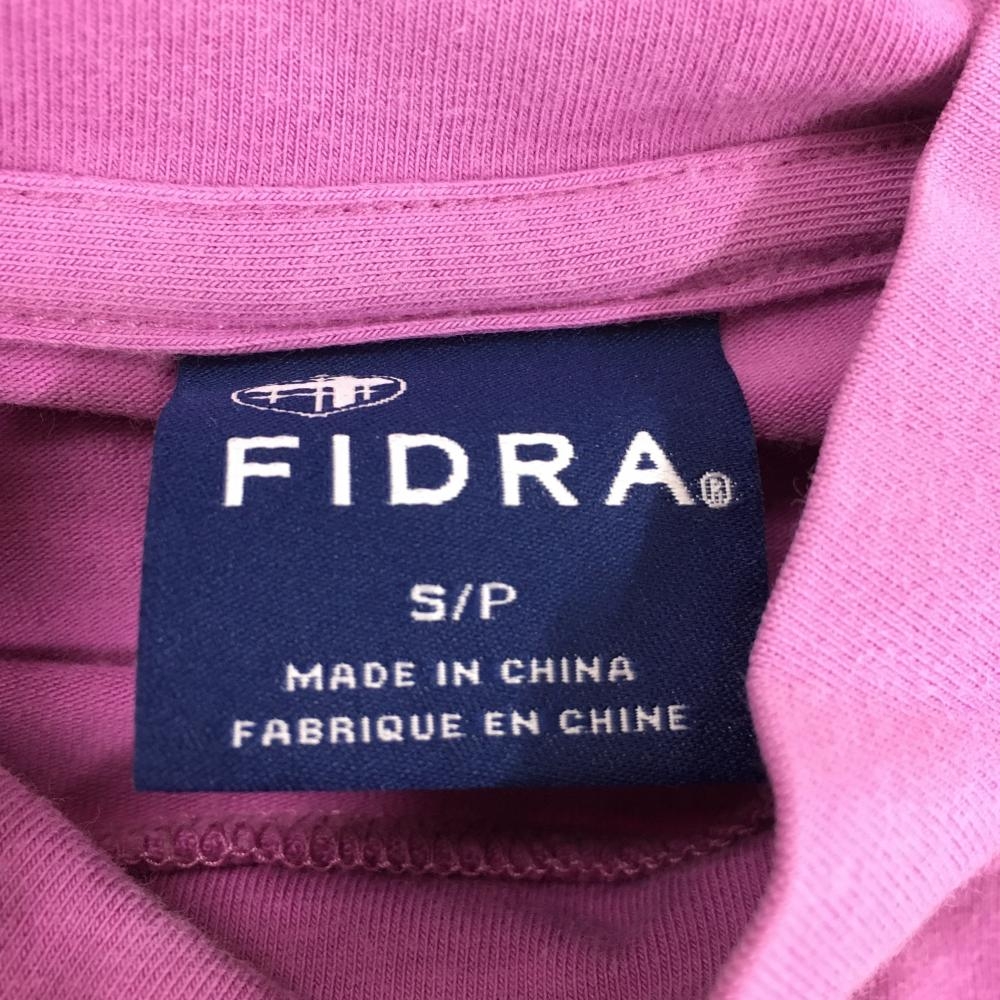 FIDRA®
S/P
MADE IN CHINA
FABRIQUE EN CHINE